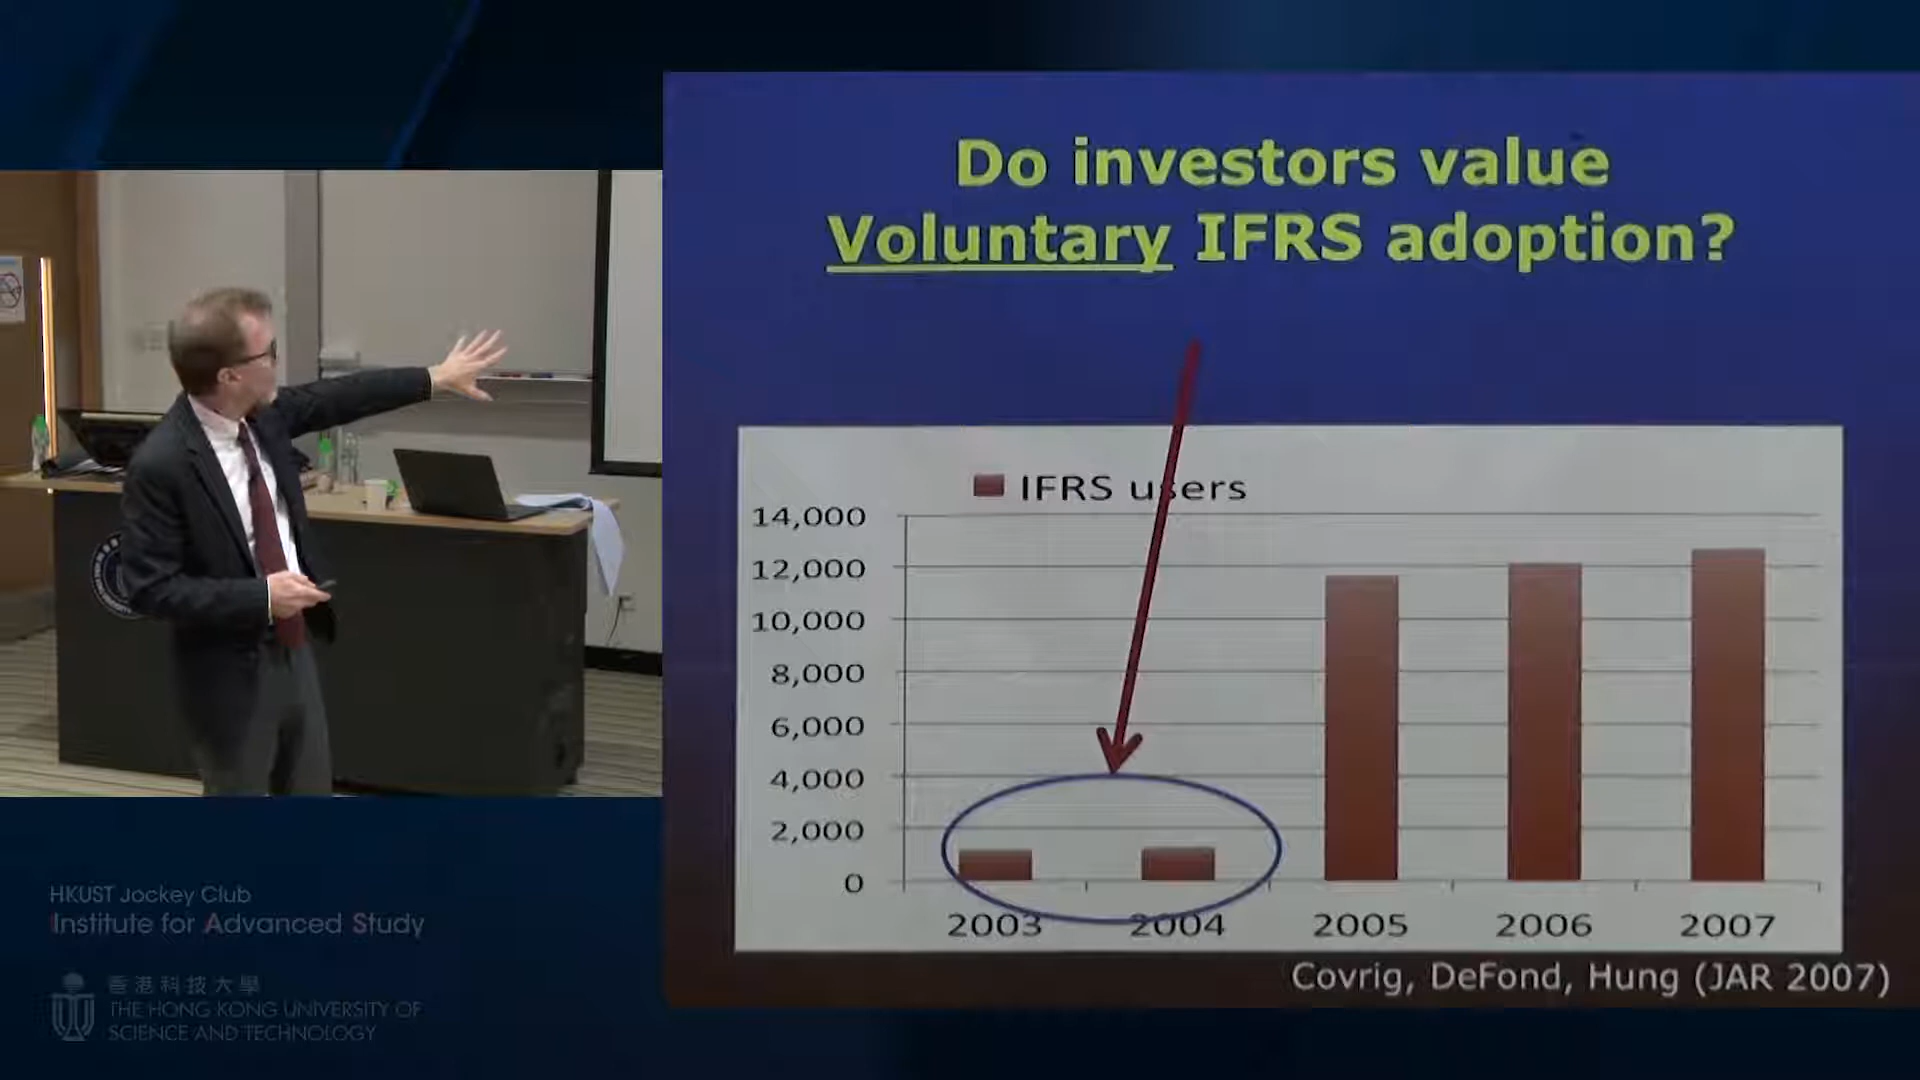 Do investors value
Voluntary IFRS adoption?
IFRS users
14,000
12,000
10,000
8,000
6,000
4,000
2,000
0
2003 2004 2005 2006 2007
Covrig, DeFond, Hung (JAR 2007)
HKUST Jockey Club
Institute for Advanced Study
香港科技大學
THE HONG KONG UNIVERSITY OF
SCIENCE AND TECHNOLOGY